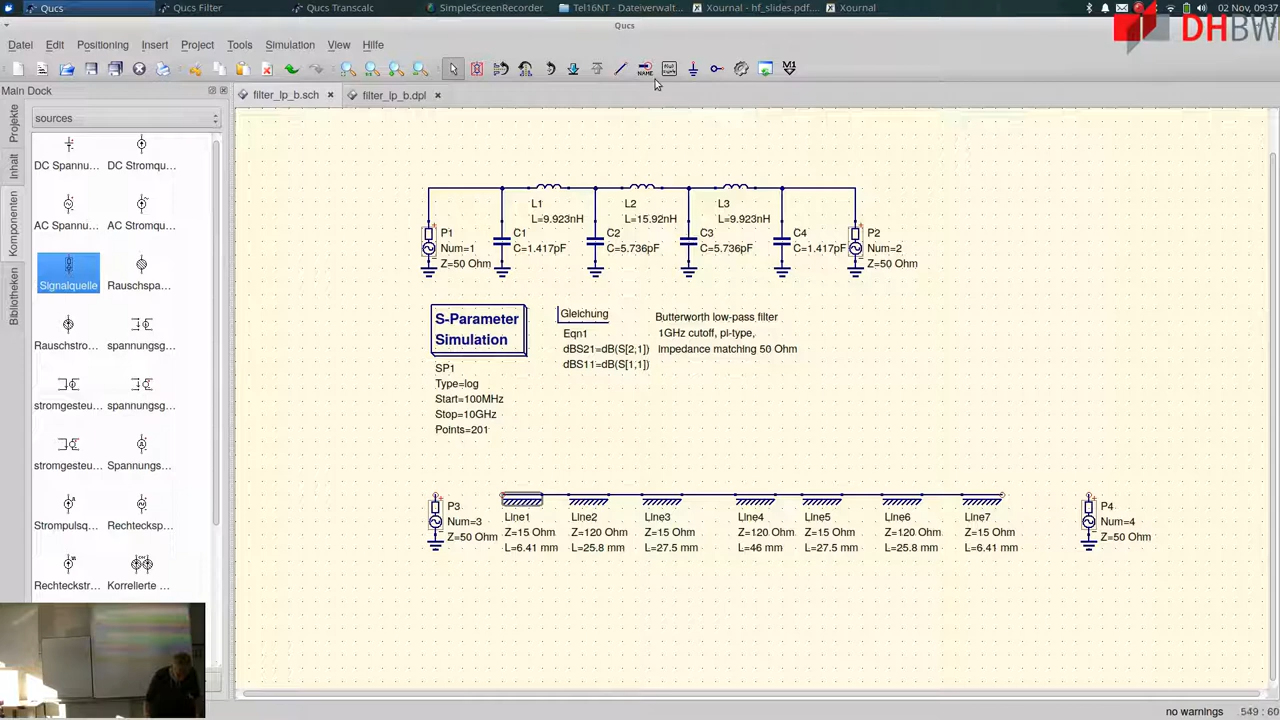 Qucs
Qucs Filter
Qucs Transcalc
SimpleScreenRecorder
Tel16NT - Dateiverwalt...
Xournal - hf_slides.pdf...
Xournal
02 Nov, 09:37
Qucs
DHBW
Datei Edit Positioning Insert Project Tools Simulation View Help
NAME
M1
Main Dock
filter_lp_b.sch
filter_lp_b.dpl
Projekte
Inhalt
Komponenten
Bibliotheken
sources
DC Spannu... DC Stromqu...
AC Spannu... AC Stromqu...
Signalquelle Rauschspa...
Rauschstro... spannungsg...
stromgesteu... spannungsg...
stromgesteu... Spannungs...
Strompulsq... Rechtecksp...
Rechteckstr... Korrelierte ...
P1
Num=1
Z=50 Ohm
C1
C=1.417pF
L1
L=9.923nH
C2
C=5.736pF
L2
L=15.92nH
C3
C=5.736pF
L3
L=9.923nH
C4
C=1.417pF
P2
Num=2
Z=50 Ohm
S-Parameter
Simulation
SP1
Type=log
Start=100MHz
Stop=10GHz
Points=201
Gleichung
Eqn1
dBS21=dB(S[2,1])
dBS11=dB(S[1,1])
Butterworth low-pass filter
1GHz cutoff, pi-type,
impedance matching 50 Ohm
P3
Num=3
Z=50 Ohm
Line1
Z=15 Ohm
L=6.41 mm
Line2
Z=120 Ohm
L=25.8 mm
Line3
Z=15 Ohm
L=27.5 mm
Line4
Z=120 Ohm
L=46 mm
Line5
Z=15 Ohm
L=27.5 mm
Line6
Z=120 Ohm
L=25.8 mm
Line7
Z=15 Ohm
L=6.41 mm
P4
Num=4
Z=50 Ohm
no warnings
549 : 60